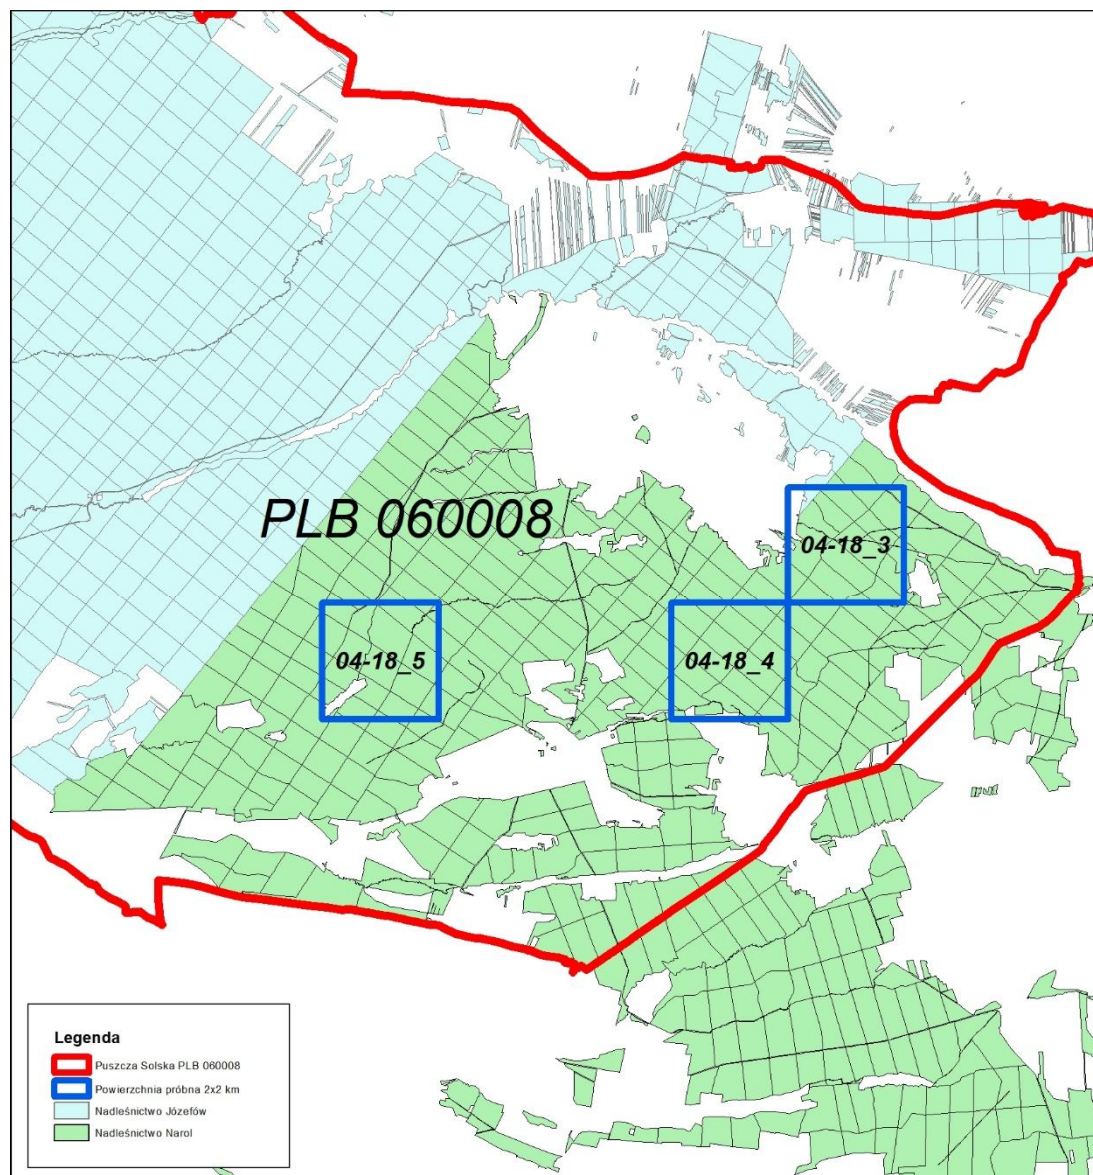 PLB 060008
04-18_3
04-18_5
04-18_4
Legenda
Puszcza Solska PLB 060008
Powierzchnia próbna 2x2 km
Nadleśnictwo Józefów
Nadleśnictwo Narol